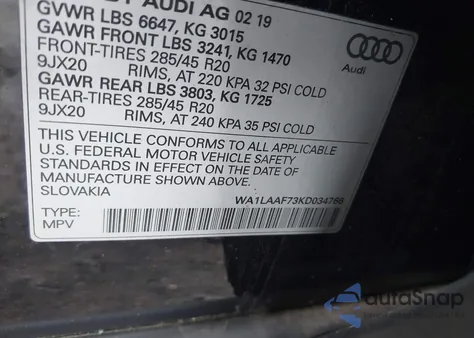 BY AUDI AG 02 19
GVWR LBS 6647, KG 3015
GAWR FRONT LBS 3241, KG 1470
FRONT-TIRES 285/45 R20
9JX20 RIMS, AT 220 KPA 32 PSI COLD
GAWR REAR LBS 3803, KG 1725
REAR-TIRES 285/45 R20
9JX20 RIMS, AT 240 KPA 35 PSI COLD
THIS VEHICLE CONFORMS TO ALL APPLICABLE
U.S. FEDERAL MOTOR VEHICLE SAFETY
STANDARDS IN EFFECT ON THE DATE OF
MANUFACTURE SHOWN ABOVE.
SLOVAKIA
WA1LAAF73KD034766
TYPE:
MPV
Audi
AutoSnap